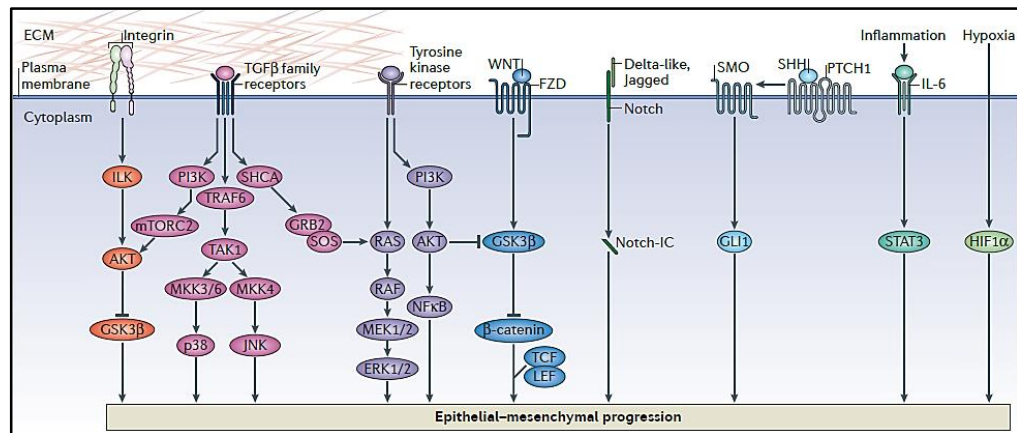 ECM
Integrin
Plasma
membrane
Cytoplasm
TGFβ family
receptors
Tyrosine
kinase
receptors
WNT
FZD
Delta-like,
Jagged
Notch
SMO
SHH
PTCH1
Inflammation
IL-6
Hypoxia
ILK
AKT
GSK3β
PI3K
mTORC2
TRAF6
TAK1
MKK3/6
MKK4
p38
JNK
SHCA
GRB2
SOS
RAS
RAF
MEK1/2
ERK1/2
PI3K
AKT
NFκB
GSK3β
β-catenin
TCF
LEF
Notch-IC
GLI1
STAT3
HIF1α
Epithelial–mesenchymal progression